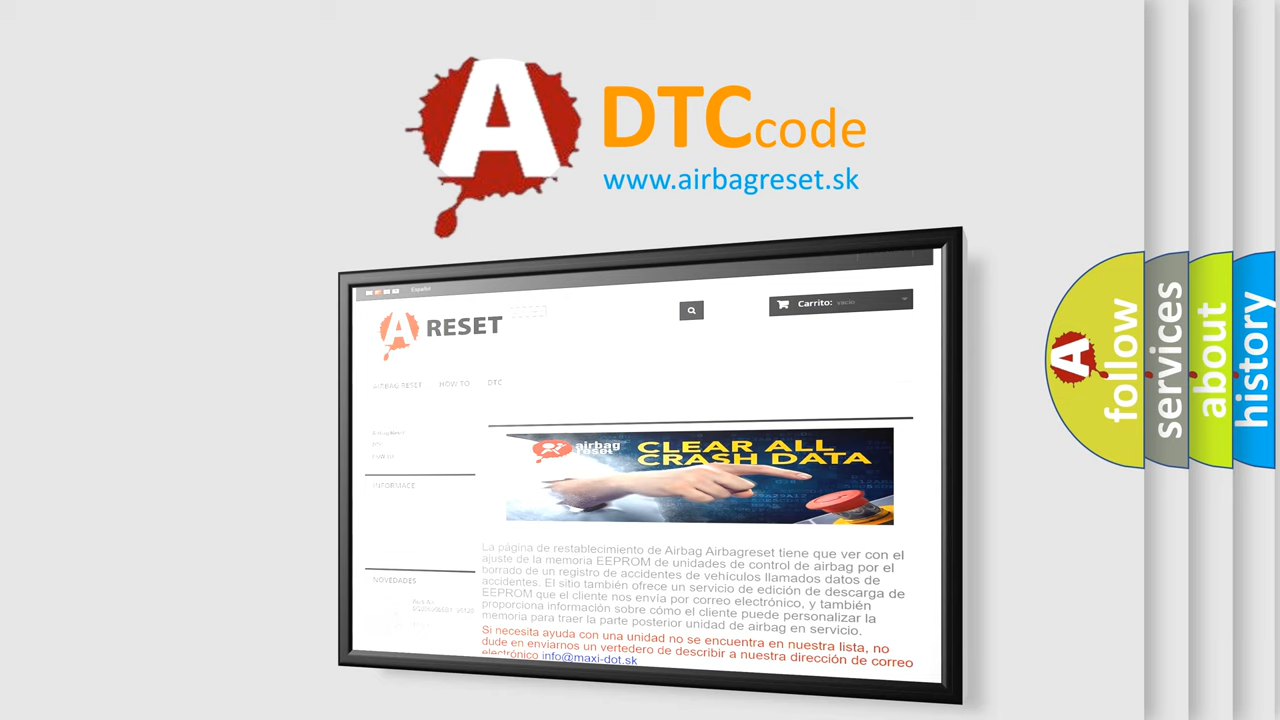 A
DTCcode
www.airbagreset.sk
Español
A RESET
Carrito: vacío
AIRBAG RESET HOW TO DTC
INFORMACE
airbag
reset
CLEAR ALL
CRASH DATA
La página de restablecimiento de Airbag Airbagreset tiene que ver con el
ajuste de la memoria EEPROM de unidades de control de airbag por el
borrado de un registro de accidentes de vehículos llamados datos de
accidentes. El sitio también ofrece un servicio de edición de descarga de
EEPROM que el cliente nos envía por correo electrónico, y también
proporciona información sobre cómo el cliente puede personalizar la
memoria para traer la parte posterior unidad de airbag en servicio.
Si necesita ayuda con una unidad no se encuentra en nuestra lista, no
dude en enviarnos un vertedero de describir a nuestra dirección de correo
electrónico info@maxi-dot.sk
NOVEDADES
A
follow
services
about
history